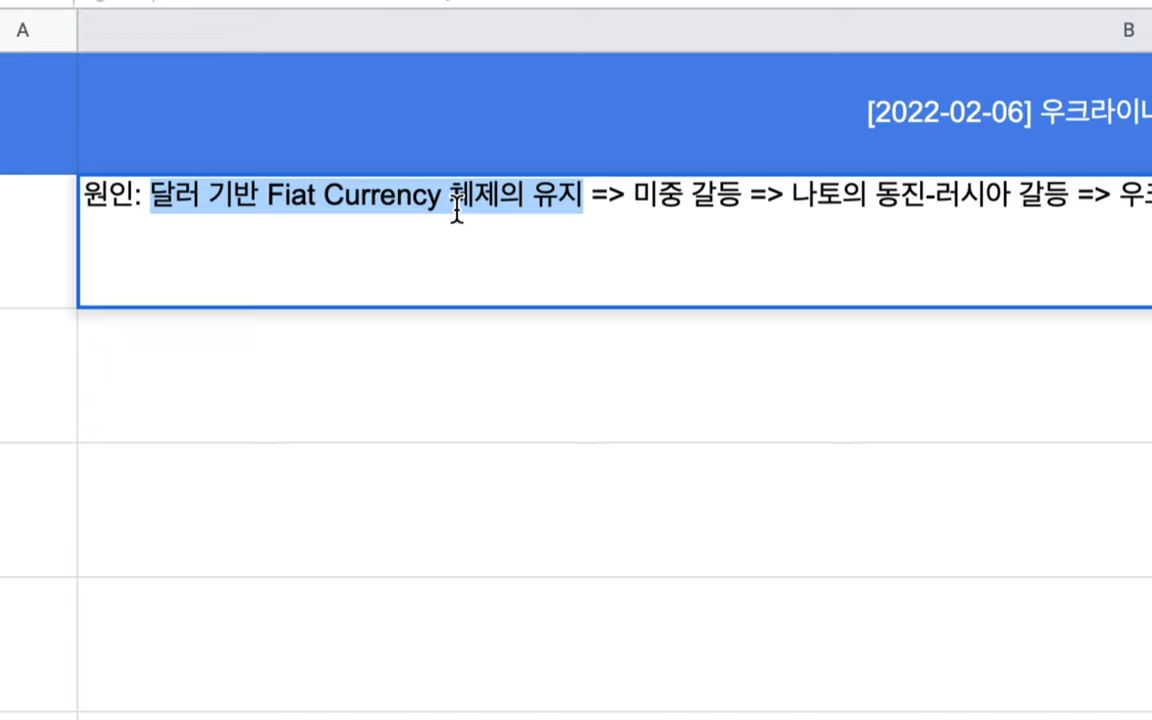 A
B
[2022-02-06] 우크라이
원인: 달러 기반 Fiat Currency 체제의 유지 => 미중 갈등 => 나토의 동진-러시아 갈등 => 우